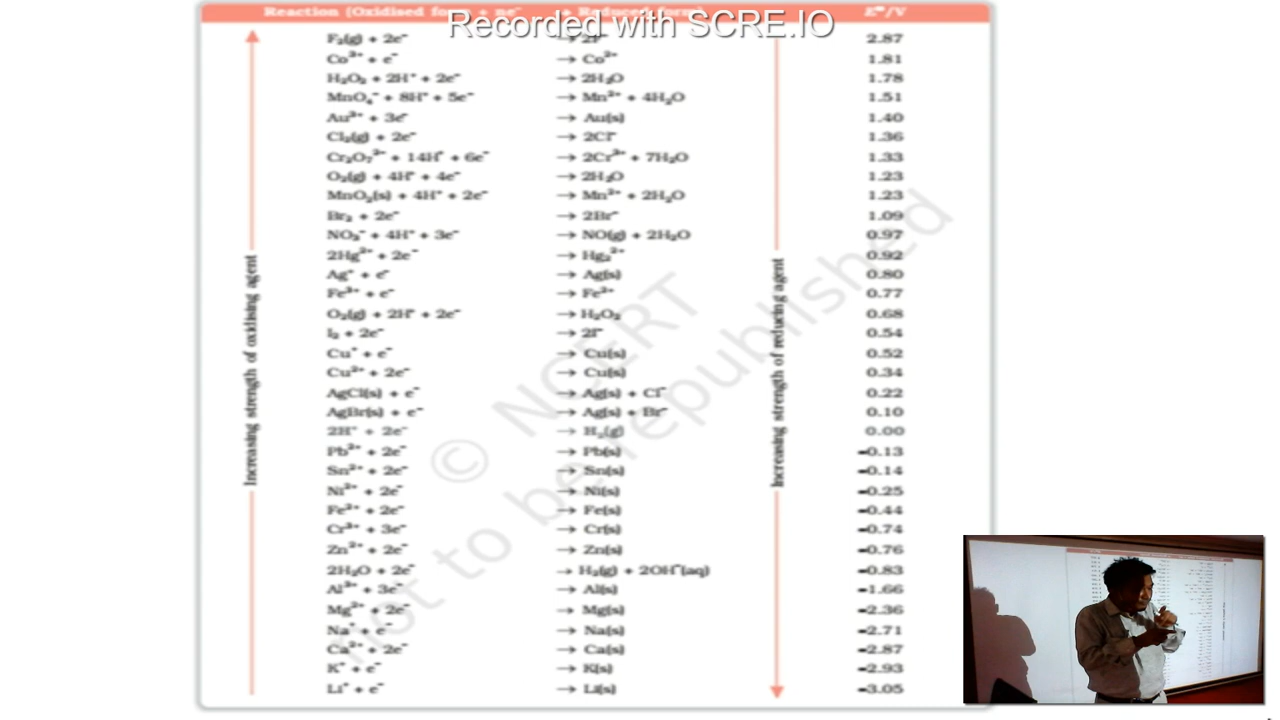 Reaction (Oxidised form + ne⁻ → Reduced form) E⊖/V
Recorded with SCRE.IO
F₂(g) + 2e⁻ → 2F⁻ 2.87
Co³⁺ + e⁻ → Co²⁺ 1.81
H₂O₂ + 2H⁺ + 2e⁻ → 2H₂O 1.78
MnO₄⁻ + 8H⁺ + 5e⁻ → Mn²⁺ + 4H₂O 1.51
Au³⁺ + 3e⁻ → Au(s) 1.40
Cl₂(g) + 2e⁻ → 2Cl⁻ 1.36
Cr₂O₇²⁻ + 14H⁺ + 6e⁻ → 2Cr³⁺ + 7H₂O 1.33
O₂(g) + 4H⁺ + 4e⁻ → 2H₂O 1.23
MnO₂(s) + 4H⁺ + 2e⁻ → Mn²⁺ + 2H₂O 1.23
Br₂ + 2e⁻ → 2Br⁻ 1.09
NO₃⁻ + 4H⁺ + 3e⁻ → NO(g) + 2H₂O 0.97
2Hg²⁺ + 2e⁻ → Hg₂²⁺ 0.92
Ag⁺ + e⁻ → Ag(s) 0.80
Fe³⁺ + e⁻ → Fe²⁺ 0.77
O₂(g) + 2H⁺ + 2e⁻ → H₂O₂ 0.68
I₂ + 2e⁻ → 2I⁻ 0.54
Cu⁺ + e⁻ → Cu(s) 0.52
Cu²⁺ + 2e⁻ → Cu(s) 0.34
AgCl(s) + e⁻ → Ag(s) + Cl⁻ 0.22
AgBr(s) + e⁻ → Ag(s) + Br⁻ 0.10
2H⁺ + 2e⁻ → H₂(g) 0.00
Pb²⁺ + 2e⁻ → Pb(s) –0.13
Sn²⁺ + 2e⁻ → Sn(s) –0.14
Ni²⁺ + 2e⁻ → Ni(s) –0.25
Fe²⁺ + 2e⁻ → Fe(s) –0.44
Cr³⁺ + 3e⁻ → Cr(s) –0.74
Zn²⁺ + 2e⁻ → Zn(s) –0.76
2H₂O + 2e⁻ → H₂(g) + 2OH⁻(aq) –0.83
Al³⁺ + 3e⁻ → Al(s) –1.66
Mg²⁺ + 2e⁻ → Mg(s) –2.36
Na⁺ + e⁻ → Na(s) –2.71
Ca²⁺ + 2e⁻ → Ca(s) –2.87
K⁺ + e⁻ → K(s) –2.93
Li⁺ + e⁻ → Li(s) –3.05
Increasing strength of oxidising agent
Increasing strength of reducing agent
© NCERT
not to be republished